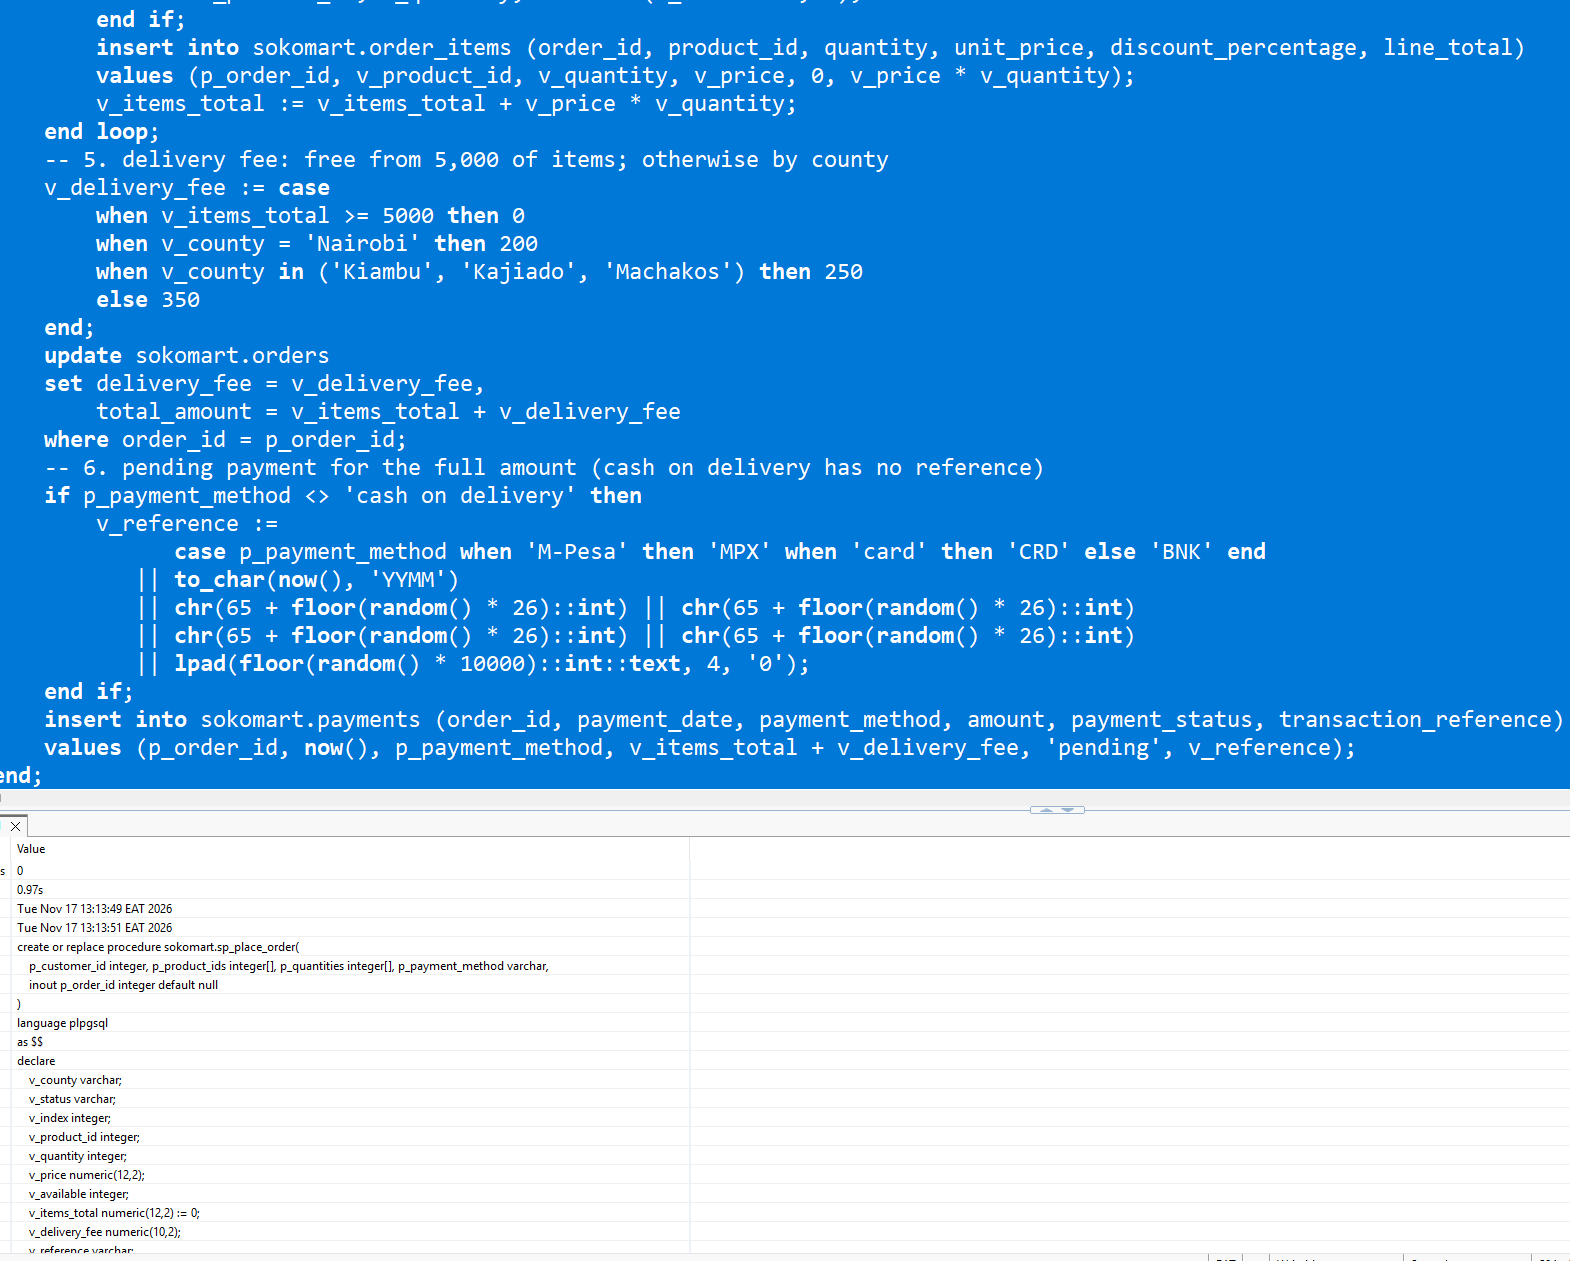 end if;
        insert into sokomart.order_items (order_id, product_id, quantity, unit_price, discount_percentage, line_total)
        values (p_order_id, v_product_id, v_quantity, v_price, 0, v_price * v_quantity);
        v_items_total := v_items_total + v_price * v_quantity;
    end loop;
    -- 5. delivery fee: free from 5,000 of items; otherwise by county
    v_delivery_fee := case
        when v_items_total >= 5000 then 0
        when v_county = 'Nairobi' then 200
        when v_county in ('Kiambu', 'Kajiado', 'Machakos') then 250
        else 350
    end;
    update sokomart.orders
    set delivery_fee = v_delivery_fee,
        total_amount = v_items_total + v_delivery_fee
    where order_id = p_order_id;
    -- 6. pending payment for the full amount (cash on delivery has no reference)
    if p_payment_method <> 'cash on delivery' then
        v_reference :=
              case p_payment_method when 'M-Pesa' then 'MPX' when 'card' then 'CRD' else 'BNK' end
           || to_char(now(), 'YYMM')
           || chr(65 + floor(random() * 26)::int) || chr(65 + floor(random() * 26)::int)
           || chr(65 + floor(random() * 26)::int) || chr(65 + floor(random() * 26)::int)
           || lpad(floor(random() * 10000)::int::text, 4, '0');
    end if;
    insert into sokomart.payments (order_id, payment_date, payment_method, amount, payment_status, transaction_reference)
    values (p_order_id, now(), p_payment_method, v_items_total + v_delivery_fee, 'pending', v_reference);
end;
Value
s 0
0.97s
Tue Nov 17 13:13:49 EAT 2026
Tue Nov 17 13:13:51 EAT 2026
create or replace procedure sokomart.sp_place_order(
    p_customer_id integer, p_product_ids integer[], p_quantities integer[], p_payment_method varchar,
    inout p_order_id integer default null
)
language plpgsql
as $$
declare
    v_county varchar;
    v_status varchar;
    v_index integer;
    v_product_id integer;
    v_quantity integer;
    v_price numeric(12,2);
    v_available integer;
    v_items_total numeric(12,2) := 0;
    v_delivery_fee numeric(10,2);
    v_reference varchar;